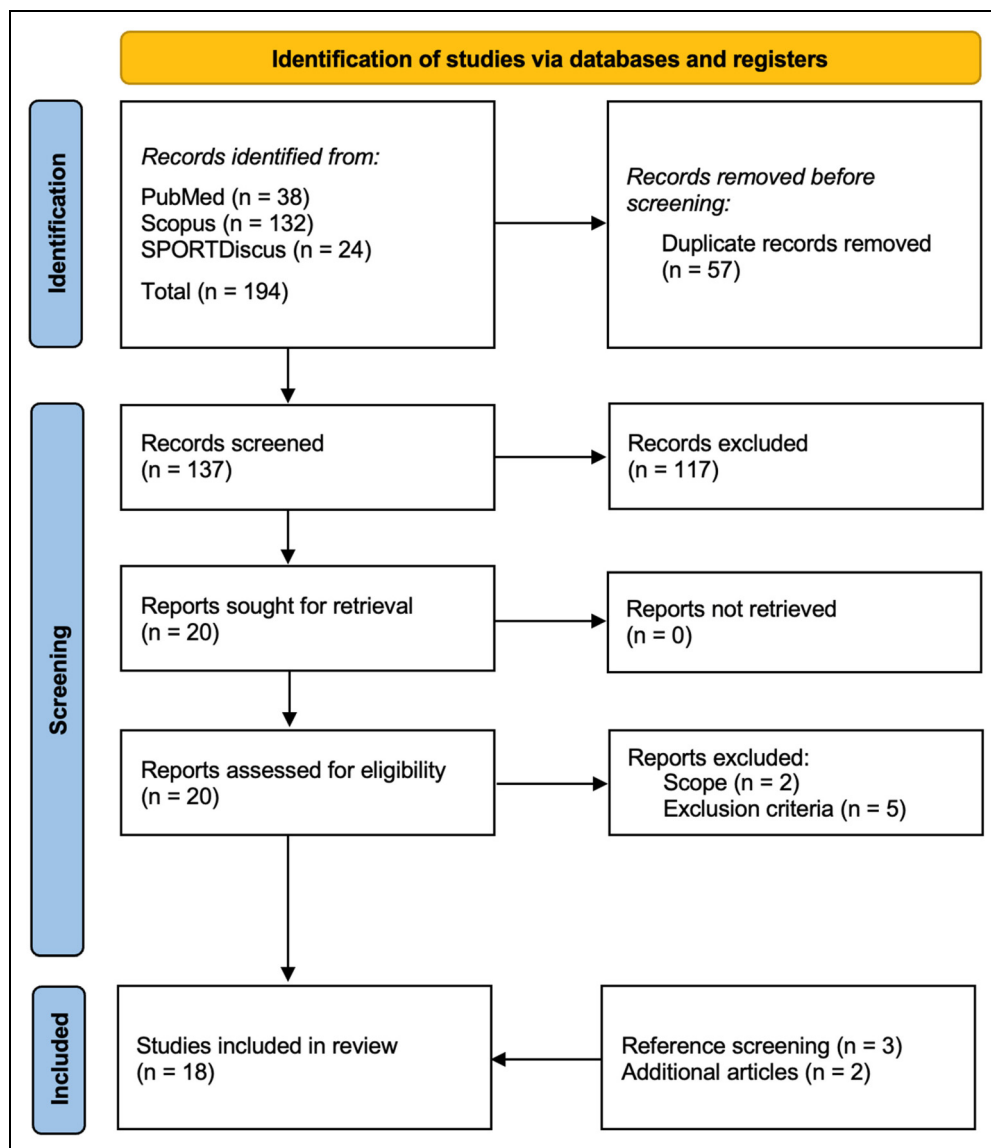 Identification of studies via databases and registers
Identification
Records identified from:
PubMed (n = 38)
Scopus (n = 132)
SPORTDiscus (n = 24)
Total (n = 194)
Records removed before
screening:
Duplicate records removed
(n = 57)
Screening
Records screened
(n = 137)
Records excluded
(n = 117)
Reports sought for retrieval
(n = 20)
Reports not retrieved
(n = 0)
Reports assessed for eligibility
(n = 20)
Reports excluded:
Scope (n = 2)
Exclusion criteria (n = 5)
Included
Studies included in review
(n = 18)
Reference screening (n = 3)
Additional articles (n = 2)